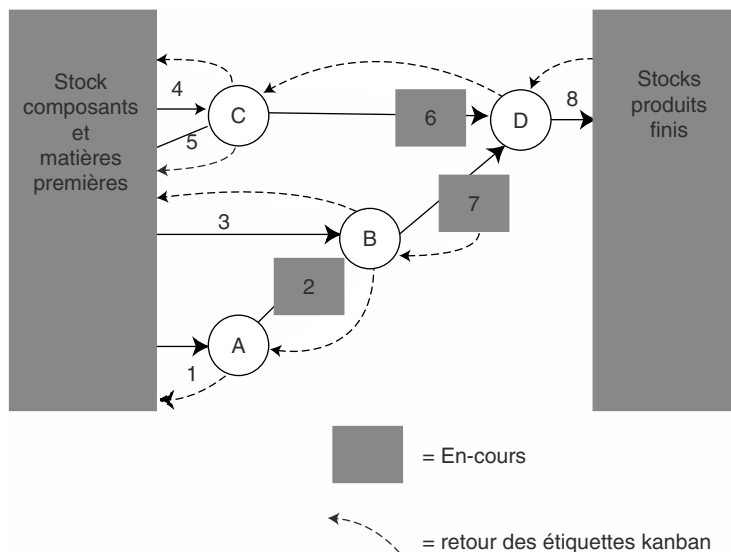 Stock
composants
et
matières
premières
4
5
C
6
D
8
Stocks
produits
finis
7
3
B
2
A
1
= En-cours
= retour des étiquettes kanban